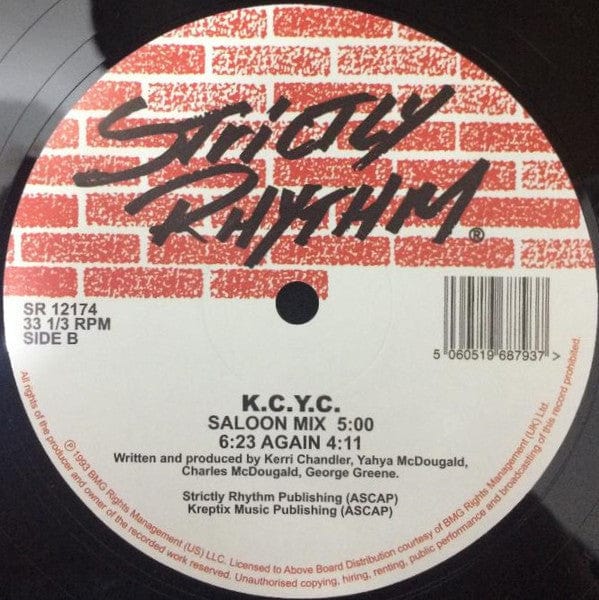 STRICTLY
RHYTHM®
SR 12174
33 1/3 RPM
SIDE B
5 060519 687937 >
K.C.Y.C.
SALOON MIX 5:00
6:23 AGAIN 4:11
Written and produced by Kerri Chandler, Yahya McDougald,
Charles McDougald, George Greene.
Strictly Rhythm Publishing (ASCAP)
Kreptix Music Publishing (ASCAP)
℗ 1993 BMG Rights Management (US) LLC. Licensed to Above Board Distribution courtesy of BMG Rights Management (UK) Ltd.
All rights of the producer and owner of the recorded work reserved. Unauthorised copying, hiring, renting, public performance and broadcasting of this record prohibited.